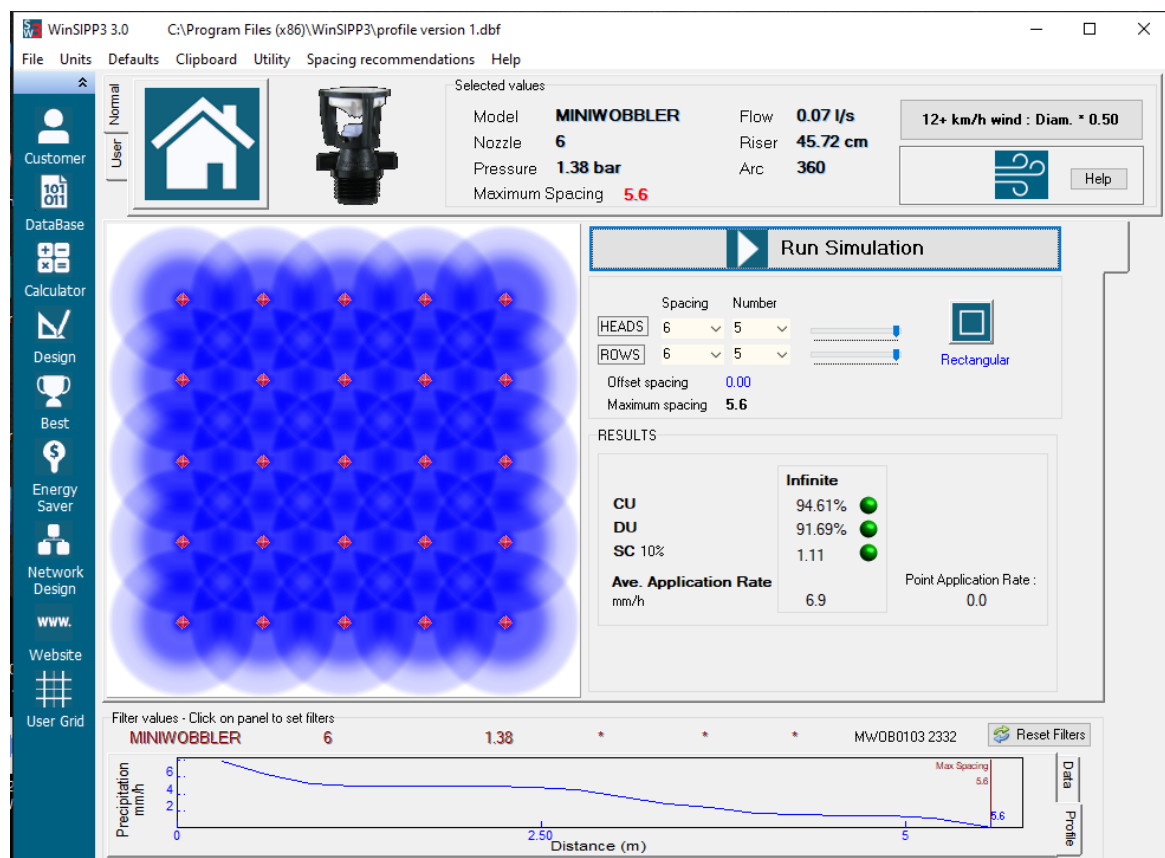 WinSIPP3 3.0 C:\Program Files (x86)\WinSIPP3\profile version 1.dbf
File Units Defaults Clipboard Utility Spacing recommendations Help
Customer
101
011
DataBase
Calculator
Design
Best
Energy
Saver
Network
Design
www.
Website
User Grid
Normal
User
Selected values
Model MINIWOBBLER Flow 0.07 l/s
Nozzle 6 Riser 45.72 cm
Pressure 1.38 bar Arc 360
Maximum Spacing 5.6
12+ km/h wind : Diam. * 0.50
Help
Run Simulation
Spacing Number
HEADS 6 5
ROWS 6 5
Rectangular
Offset spacing 0.00
Maximum spacing 5.6
RESULTS
Infinite
CU 94.61%
DU 91.69%
SC 10% 1.11
Ave. Application Rate
mm/h 6.9
Point Application Rate :
0.0
Filter values - Click on panel to set filters
MINIWOBBLER 6 1.38 * * * MWOB0103 2332 Reset Filters
Precipitation
mm/h
6
4
2
0 2.50 5
Distance (m)
Max Spacing
5.6
5.6
Data
Profile